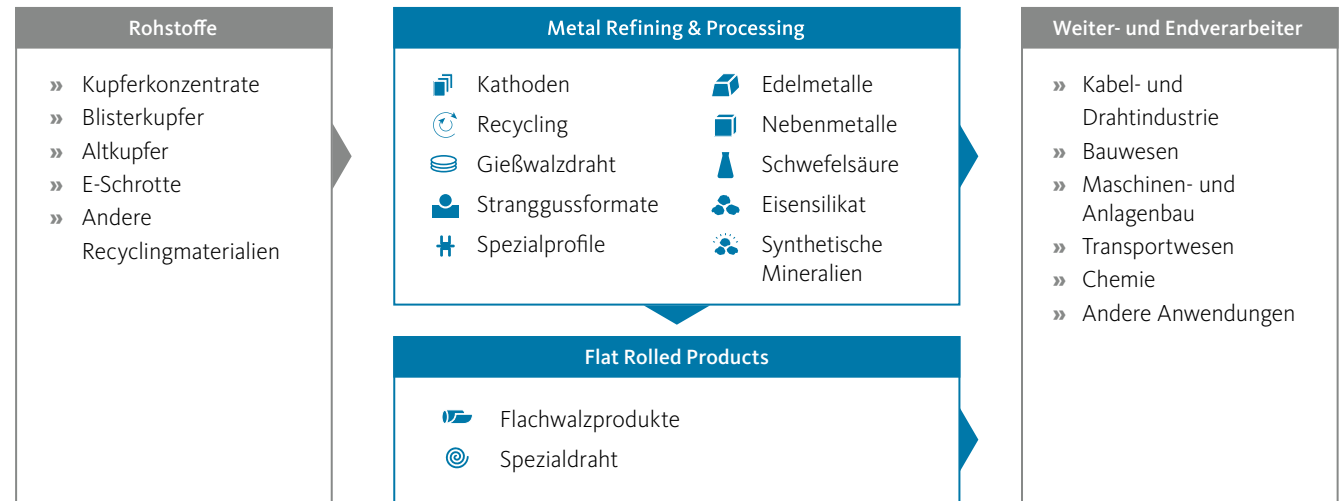 Rohstoffe
» Kupferkonzentrate
» Blisterkupfer
» Altkupfer
» E-Schrotte
» Andere
Recyclingmaterialien
Metal Refining & Processing
Kathoden
Recycling
Gießwalzdraht
Stranggussformate
Spezialprofile
Edelmetalle
Nebenmetalle
Schwefelsäure
Eisensilikat
Synthetische
Mineralien
Flat Rolled Products
Flachwalzprodukte
Spezialdraht
Weiter- und Endverarbeiter
» Kabel- und
Drahtindustrie
» Bauwesen
» Maschinen- und
Anlagenbau
» Transportwesen
» Chemie
» Andere Anwendungen